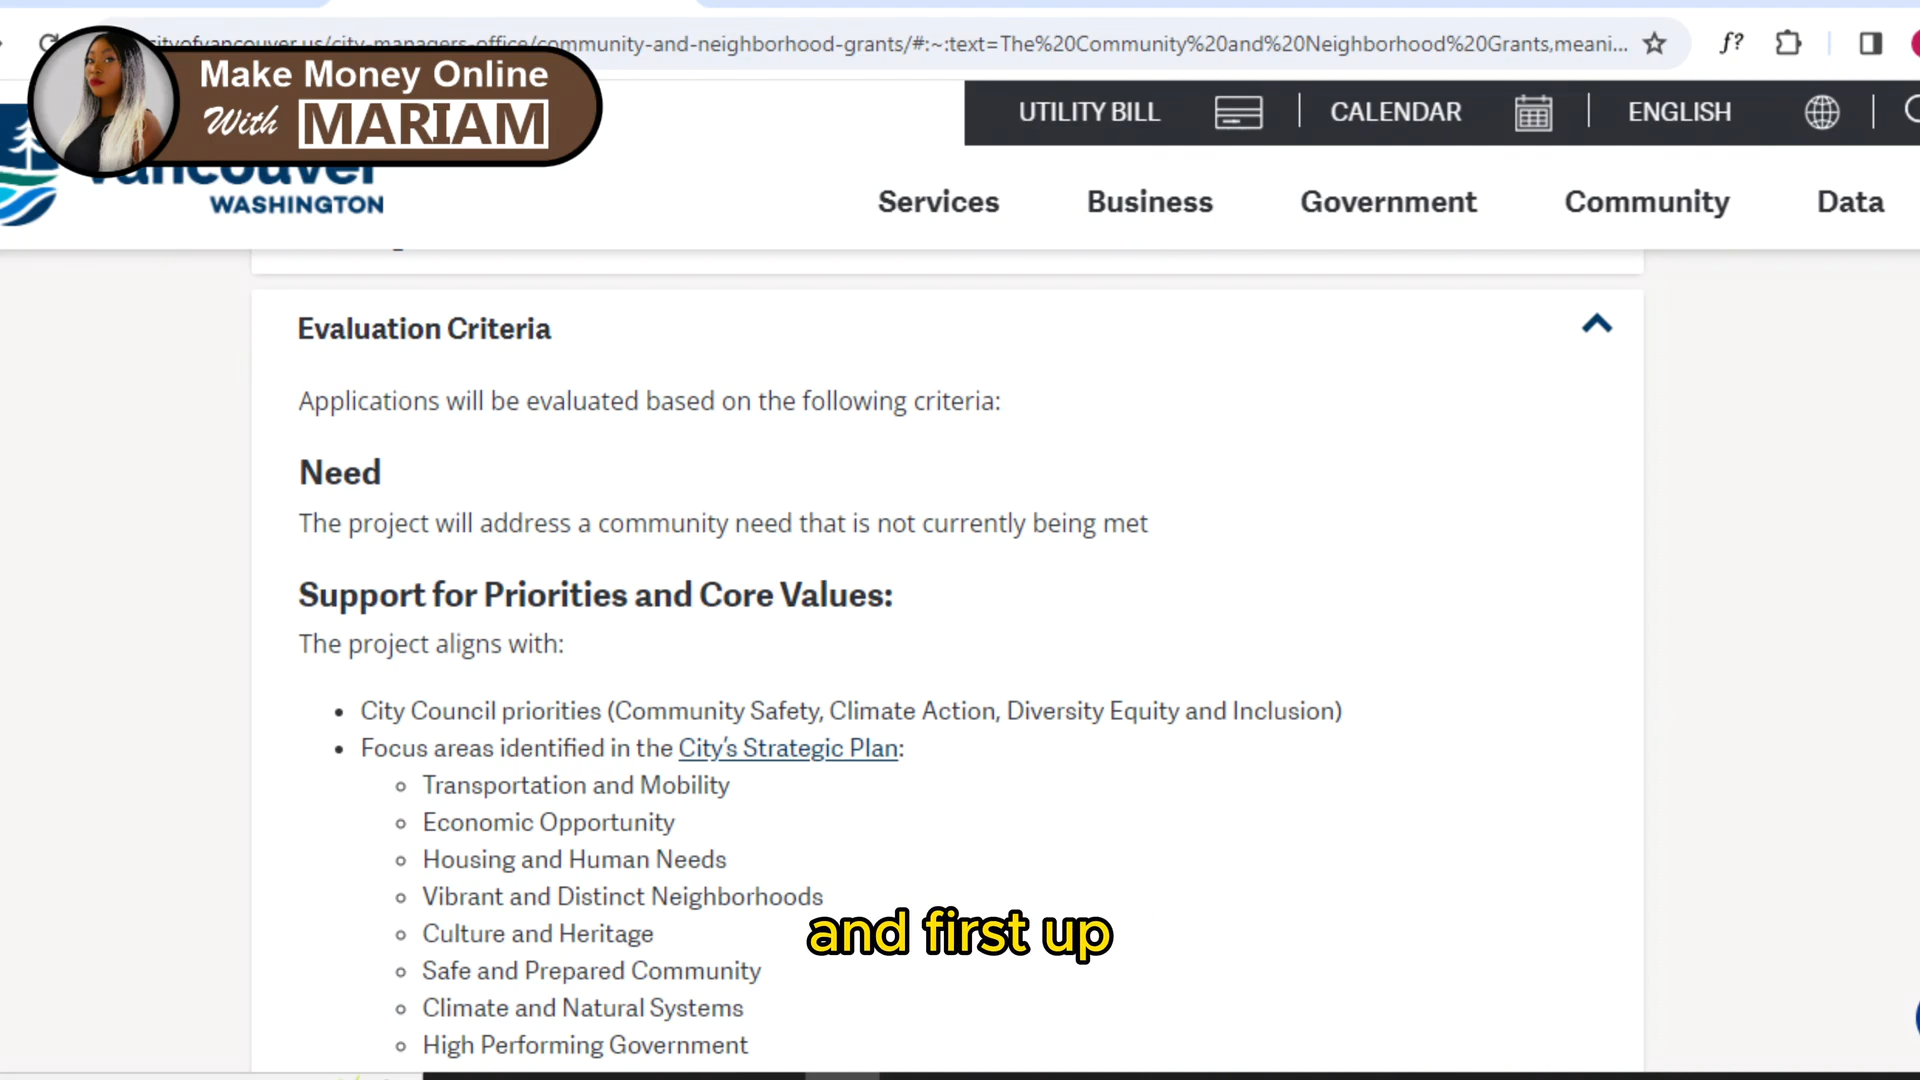 cityofvancouver.us/city-managers-office/community-and-neighborhood-grants/#:~:text=The%20Community%20and%20Neighborhood%20Grants,meani...
f?
Make Money Online
With MARIAM
UTILITY BILL
CALENDAR
ENGLISH
vancouver
WASHINGTON
Services
Business
Government
Community
Data
Evaluation Criteria
Applications will be evaluated based on the following criteria:
Need
The project will address a community need that is not currently being met
Support for Priorities and Core Values:
The project aligns with:
City Council priorities (Community Safety, Climate Action, Diversity Equity and Inclusion)
Focus areas identified in the City's Strategic Plan:
Transportation and Mobility
Economic Opportunity
Housing and Human Needs
Vibrant and Distinct Neighborhoods
Culture and Heritage
and first up
Safe and Prepared Community
Climate and Natural Systems
High Performing Government